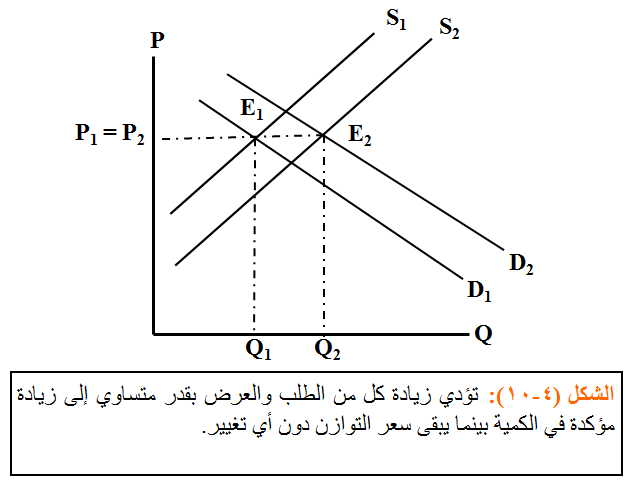 S1
S2
P
E1
P1 = P2
E2
D2
D1
Q
Q1
Q2
الشكل (٤-١٠): تؤدي زيادة كل من الطلب والعرض بقدر متساوي إلى زيادة
مؤكدة في الكمية بينما يبقى سعر التوازن دون أي تغيير.